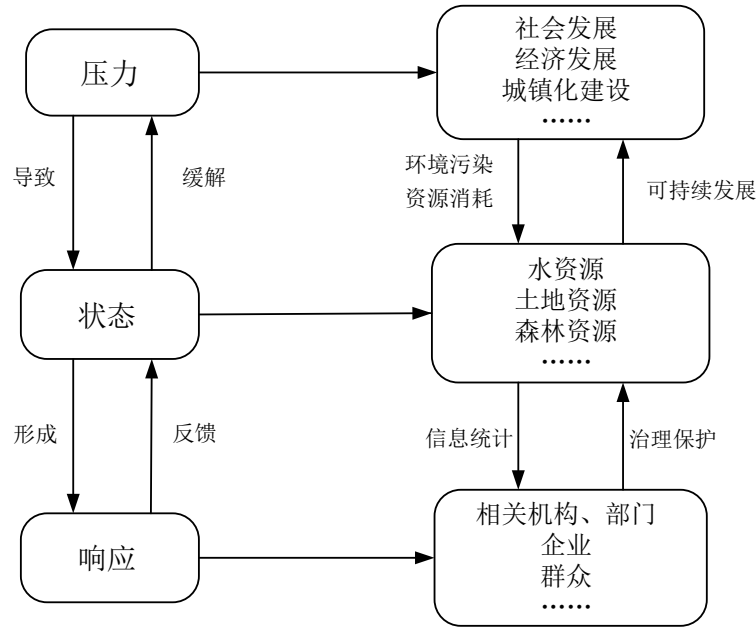 压力
社会发展
经济发展
城镇化建设
……
导致
缓解
环境污染
资源消耗
可持续发展
状态
水资源
土地资源
森林资源
……
形成
反馈
信息统计
治理保护
响应
相关机构、部门
企业
群众
……